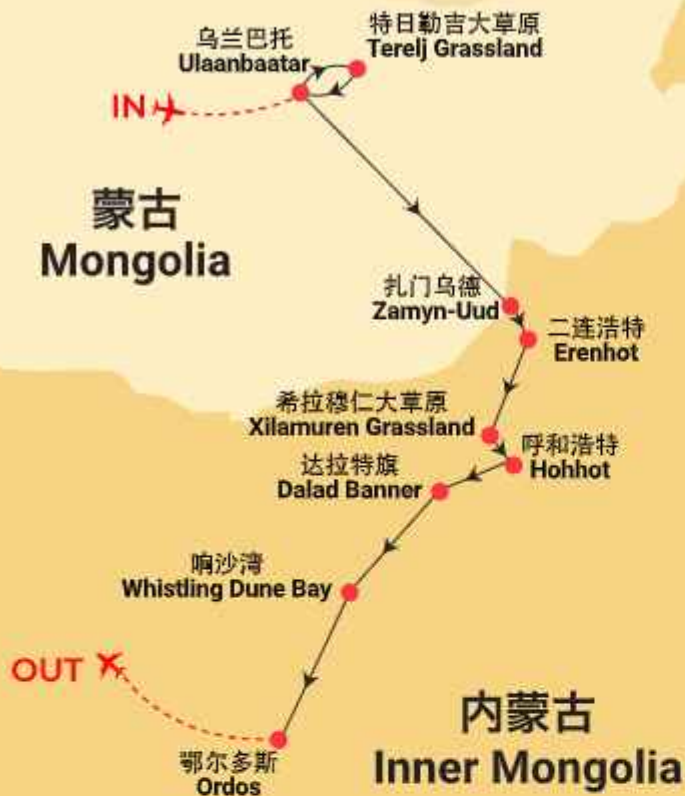 特日勒吉大草原
Terelj Grassland
乌兰巴托
Ulaanbaatar
IN
蒙古
Mongolia
扎门乌德
Zamyn-Uud
二连浩特
Erenhot
希拉穆仁大草原
Xilamuren Grassland
呼和浩特
Hohhot
达拉特旗
Dalad Banner
响沙湾
Whistling Dune Bay
OUT
鄂尔多斯
Ordos
内蒙古
Inner Mongolia